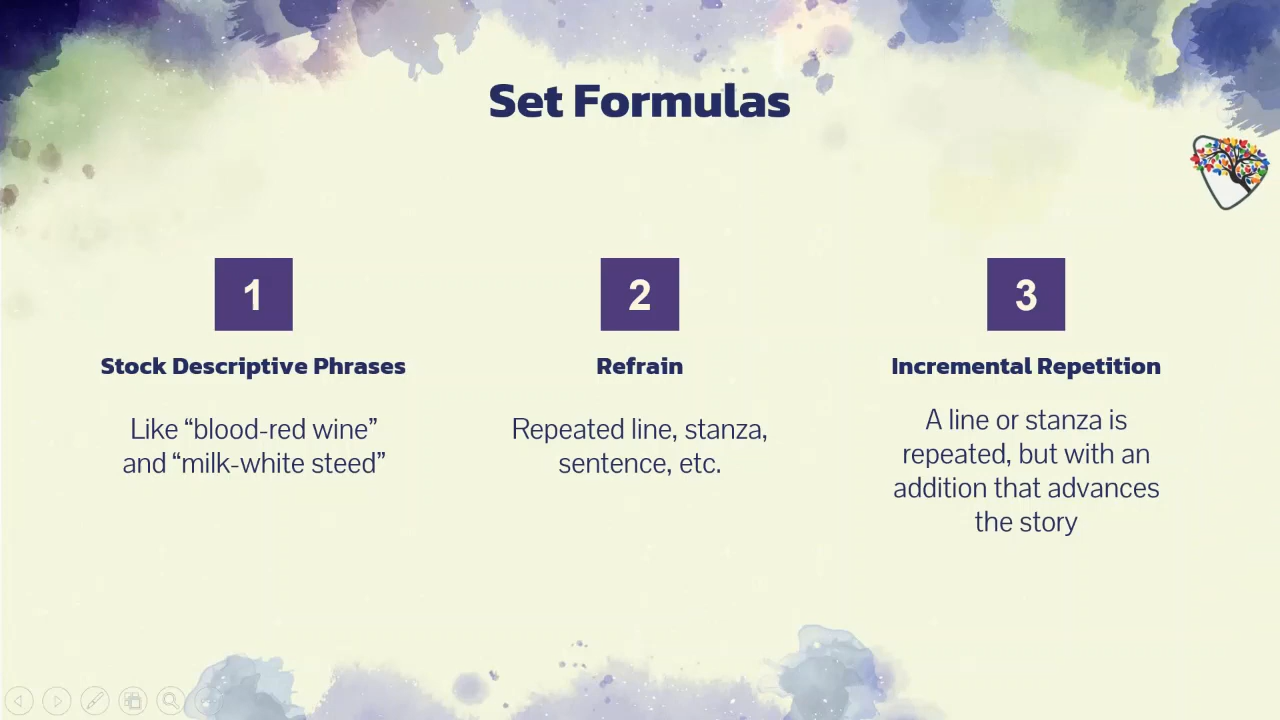 Set Formulas
1
Stock Descriptive Phrases
Like “blood-red wine”
and “milk-white steed”
2
Refrain
Repeated line, stanza,
sentence, etc.
3
Incremental Repetition
A line or stanza is
repeated, but with an
addition that advances
the story